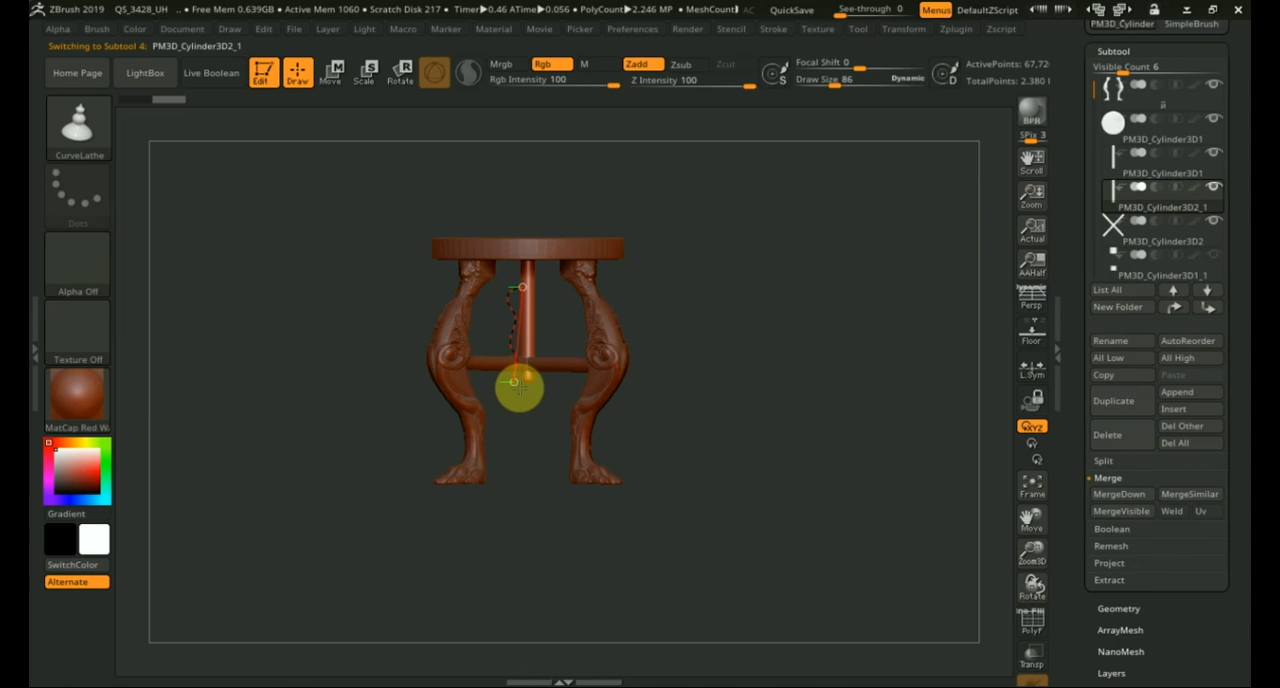 ZBrush 2019 QS_3428_UH .. • Free Mem 0.639GB • Active Mem 1060 • Scratch Disk 217 • Timer▶0.46 ATime▶0.056 • PolyCount▶2.246 MP • MeshCount AC QuickSave See-through 0 Menus DefaultZScript
Alpha Brush Color Document Draw Edit File Layer Light Macro Marker Material Movie Picker Preferences Render Stencil Stroke Texture Tool Transform Zplugin Zscript
Switching to Subtool 4: PM3D_Cylinder3D2_1
Home Page LightBox Live Boolean Edit Draw Move Scale Rotate
Mrgb Rgb M Zadd Zsub Zcut
Rgb Intensity 100 Z Intensity 100
S Focal Shift 0
Draw Size 86 Dynamic
D ActivePoints: 67,72
TotalPoints: 2.380
CurveLathe
Dots
Alpha Off
Texture Off
MatCap Red W
Gradient
SwitchColor
Alternate
BPR
SPix 3
Scroll
Zoom
Actual
AAHalf
Dynamic
Persp
Floor
L.Sym
XYZ
Frame
Move
Zoom3D
Rotate
PolyF
Transp
PM3D_Cylinder SimpleBrush
Subtool
Visible Count 6
PM3D_Cylinder3D1
PM3D_Cylinder3D1
PM3D_Cylinder3D2_1
PM3D_Cylinder3D2
PM3D_Cylinder3D1_1
List All
New Folder
Rename AutoReorder
All Low All High
Copy Paste
Duplicate Append
Insert
Delete Del Other
Del All
Split
Merge
MergeDown MergeSimilar
MergeVisible Weld Uv
Boolean
Remesh
Project
Extract
Geometry
ArrayMesh
NanoMesh
Layers